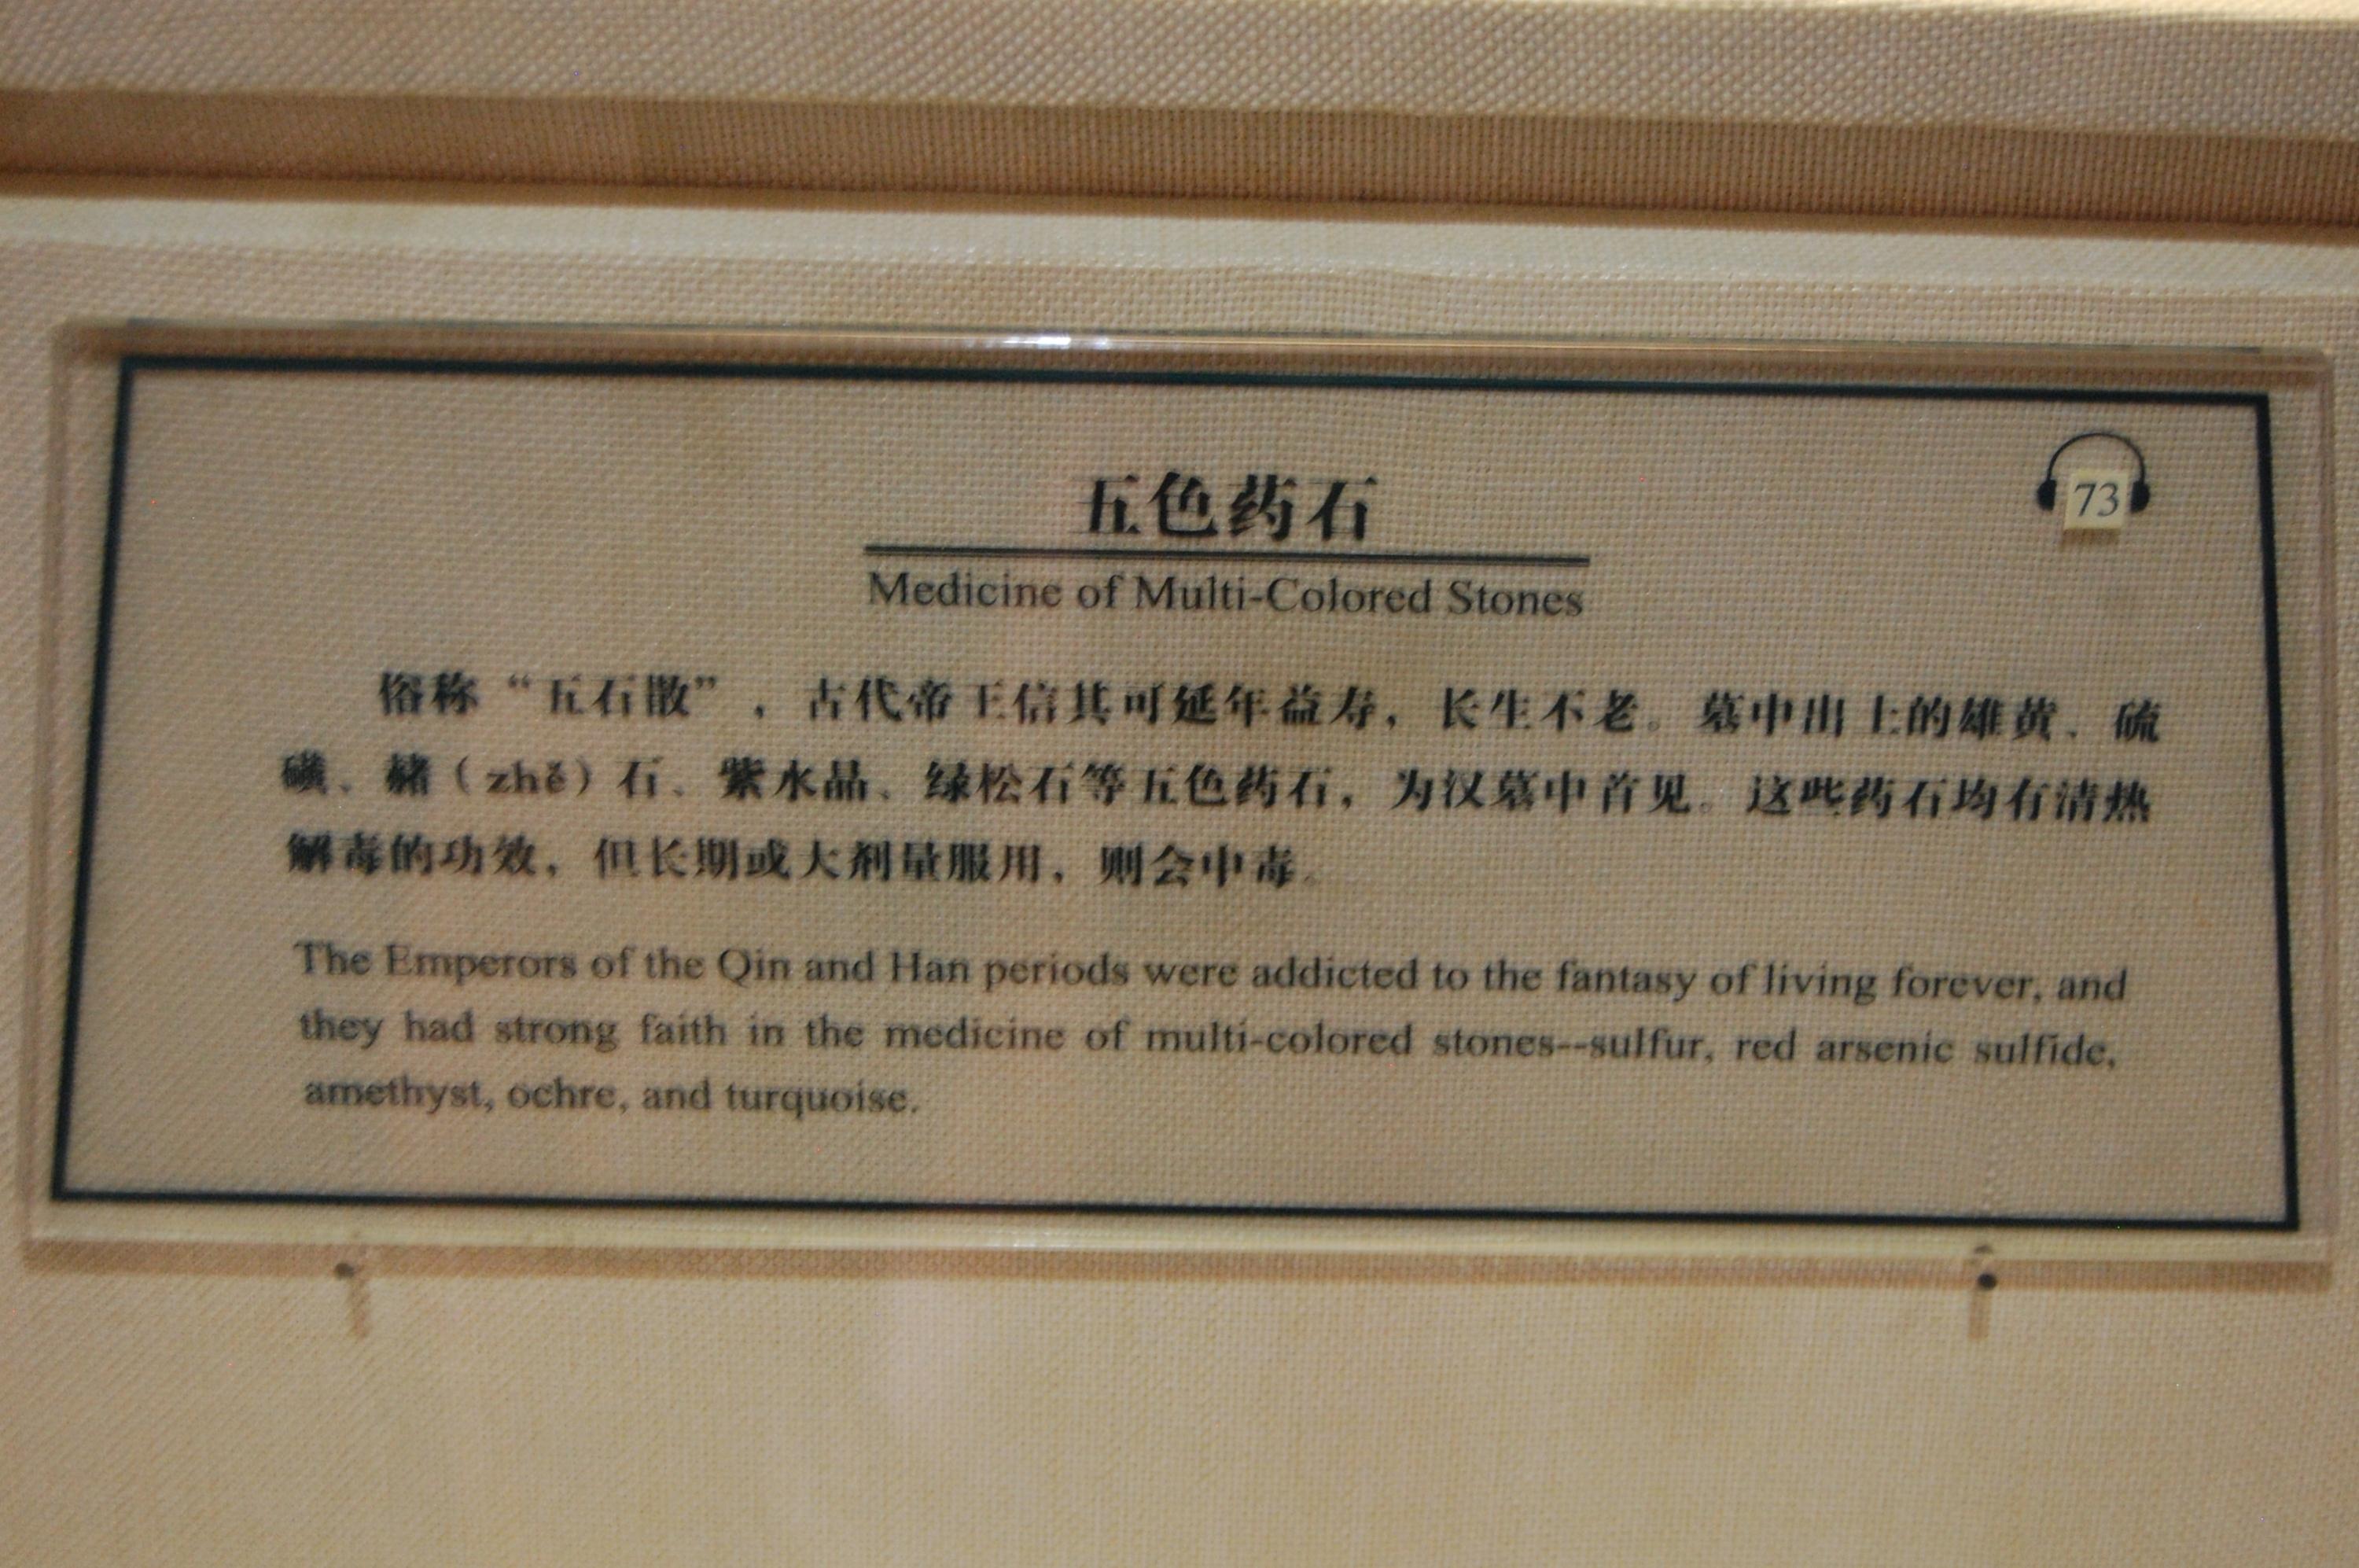 73
五色药石
Medicine of Multi-Colored Stones
俗称“五石散”，古代帝王信其可延年益寿，长生不老。墓中出土的雄黄、硫
磺、赭（zhě）石、紫水晶、绿松石等五色药石，为汉墓中首见。这些药石均有清热
解毒的功效，但长期或大剂量服用，则会中毒。
The Emperors of the Qin and Han periods were addicted to the fantasy of living forever, and
they had strong faith in the medicine of multi-colored stones--sulfur, red arsenic sulfide,
amethyst, ochre, and turquoise.